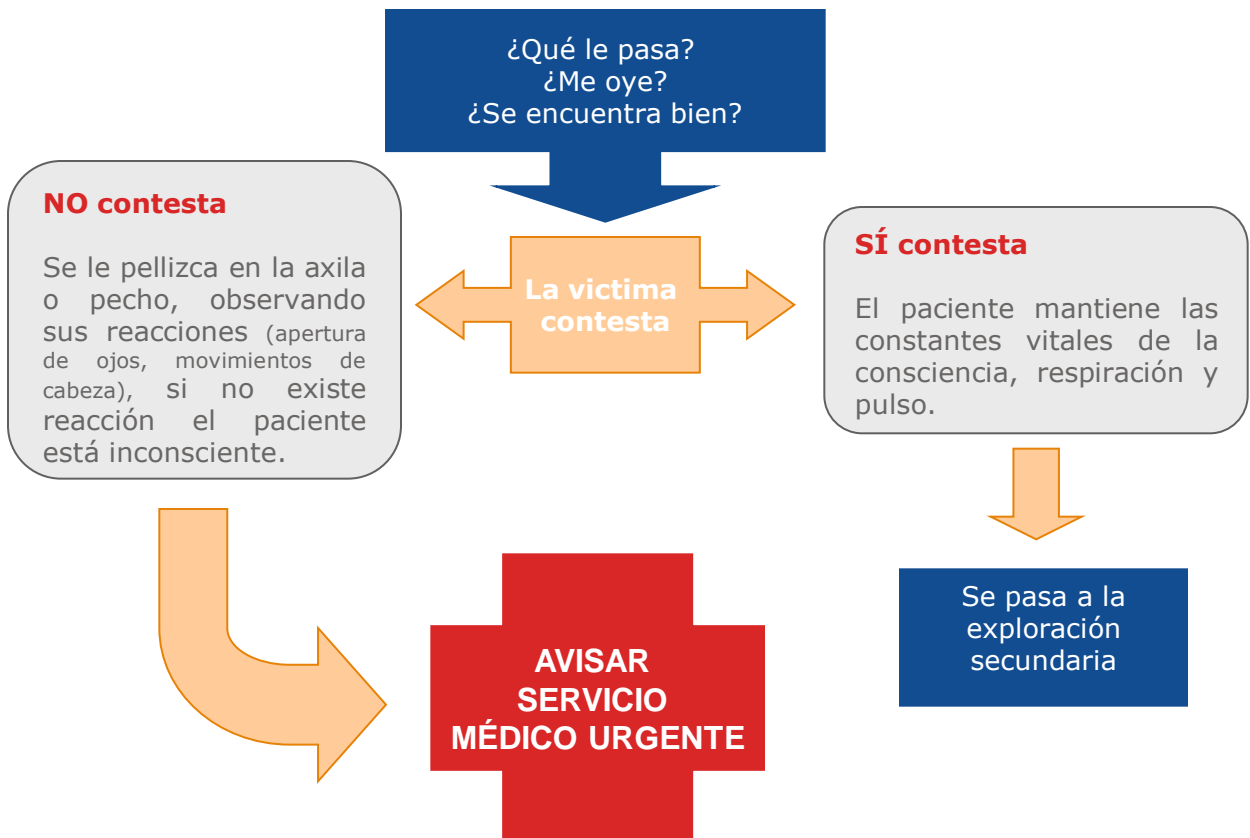 ¿Qué le pasa?
¿Me oye?
¿Se encuentra bien?
NO contesta
Se le pellizca en la axila
o pecho, observando
sus reacciones (apertura
de ojos, movimientos de
cabeza), si no existe
reacción el paciente
está inconsciente.
La victima
contesta
SÍ contesta
El paciente mantiene las
constantes vitales de la
consciencia, respiración y
pulso.
AVISAR
SERVICIO
MÉDICO URGENTE
Se pasa a la
exploración
secundaria